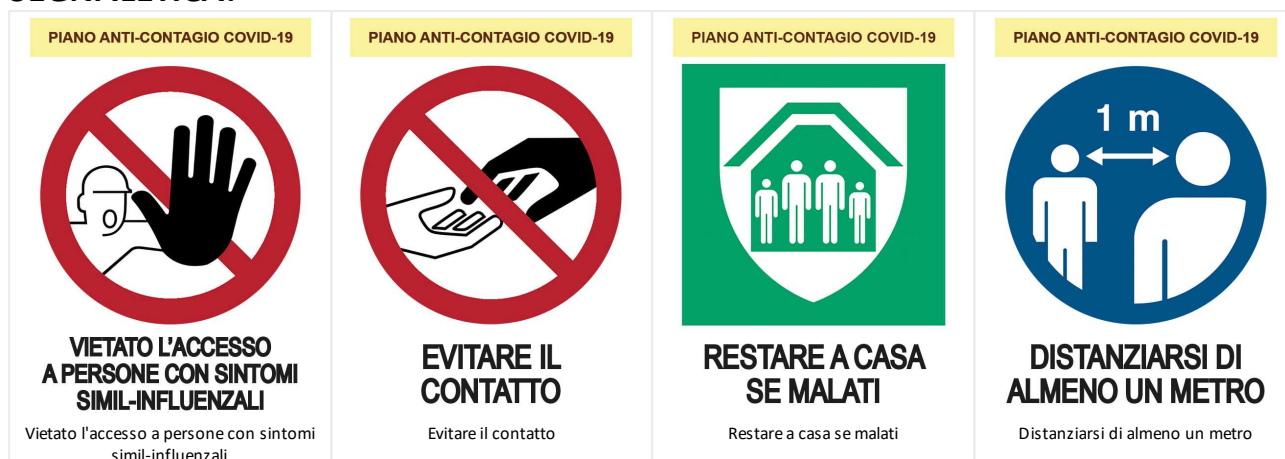 PIANO ANTI-CONTAGIO COVID-19
VIETATO L'ACCESSO
A PERSONE CON SINTOMI
SIMIL-INFLUENZALI
Vietato l'accesso a persone con sintomi
simil-influenzali
PIANO ANTI-CONTAGIO COVID-19
EVITARE IL
CONTATTO
Evitare il contatto
PIANO ANTI-CONTAGIO COVID-19
RESTARE A CASA
SE MALATI
Restare a casa se malati
PIANO ANTI-CONTAGIO COVID-19
1 m
DISTANZIARSI DI
ALMENO UN METRO
Distanziarsi di almeno un metro